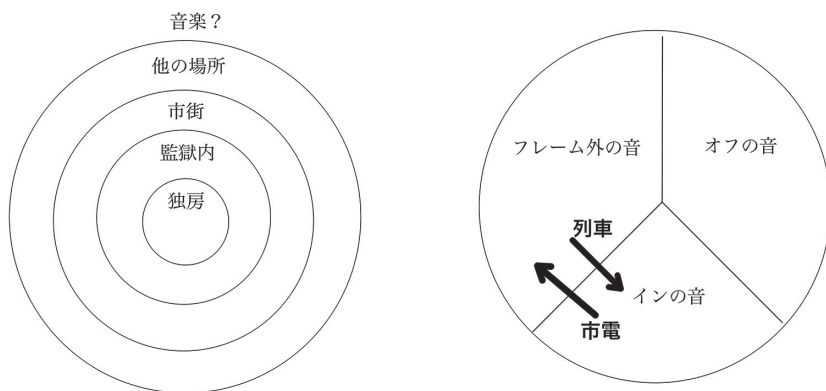 音楽？
他の場所
市街
監獄内
独房
フレーム外の音
オフの音
列車
インの音
市電